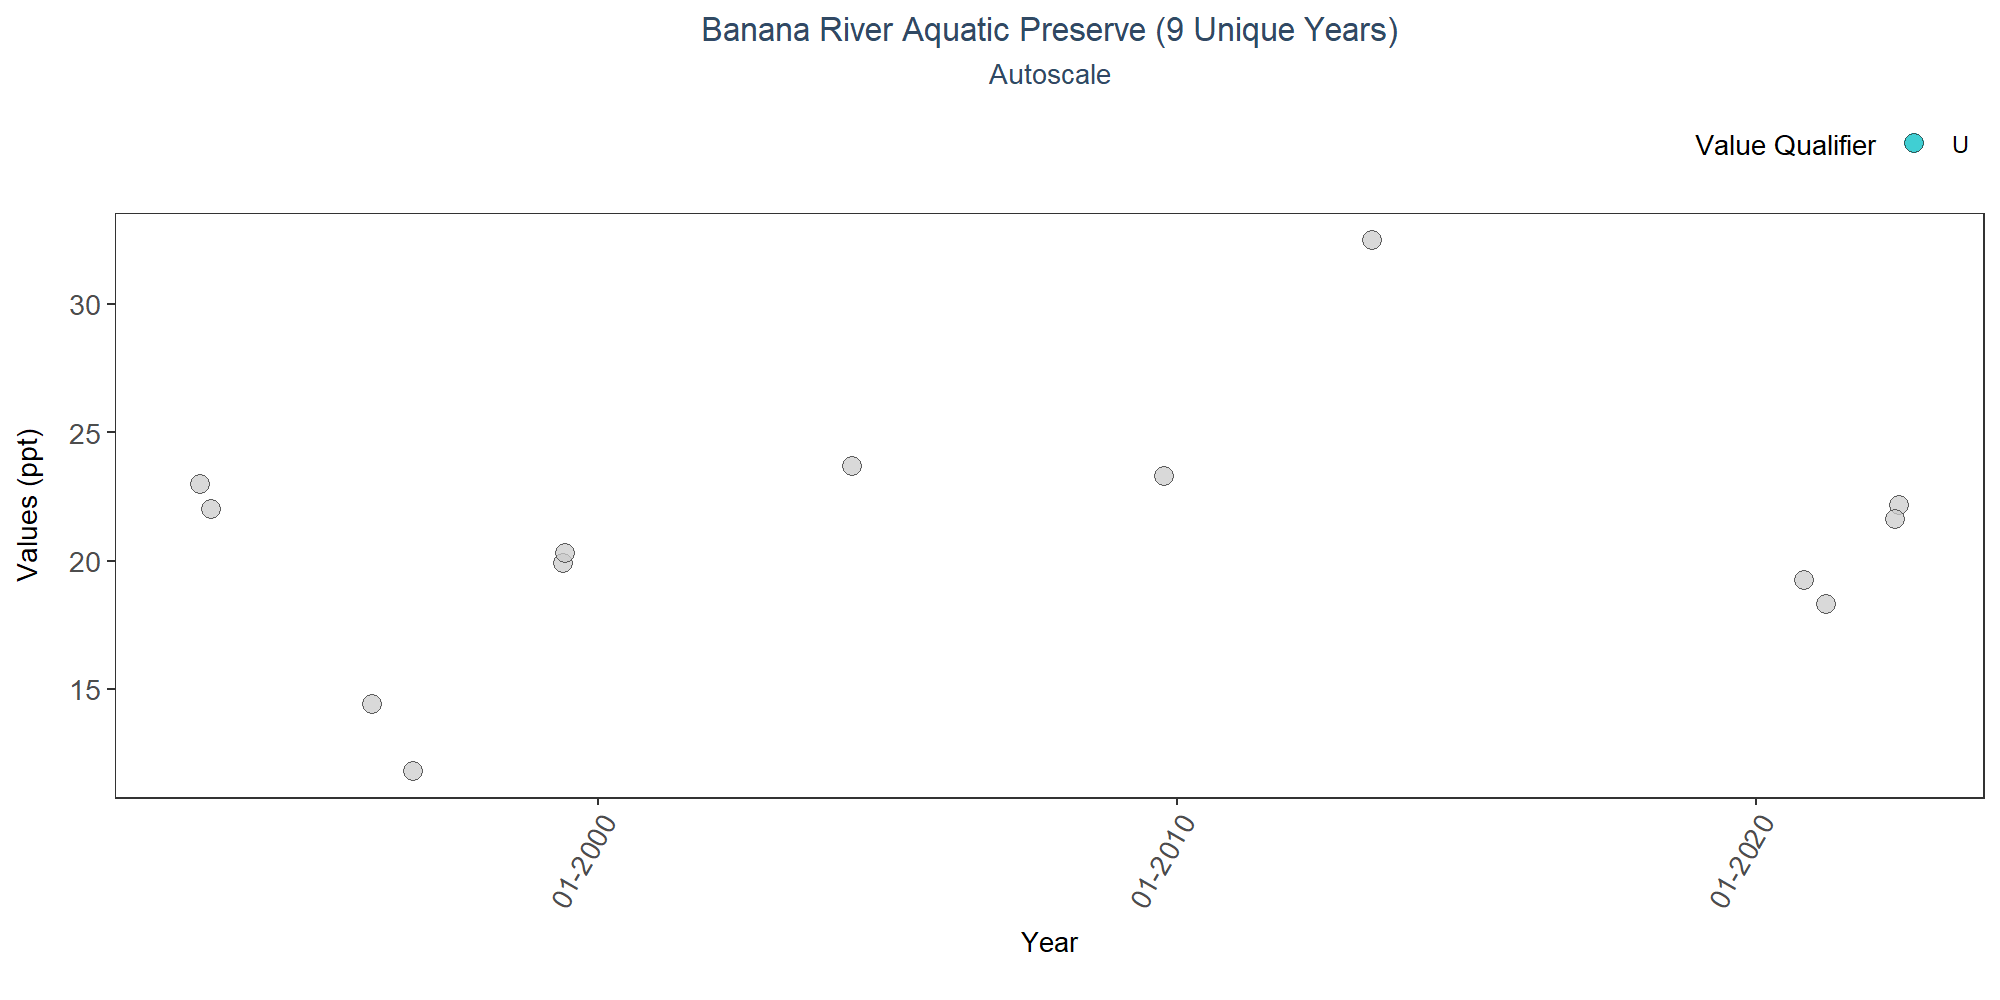 Banana River Aquatic Preserve (9 Unique Years)
Autoscale
Value Qualifier U
Values (ppt)
30
25
20
15
01-2000 01-2010 01-2020
Year